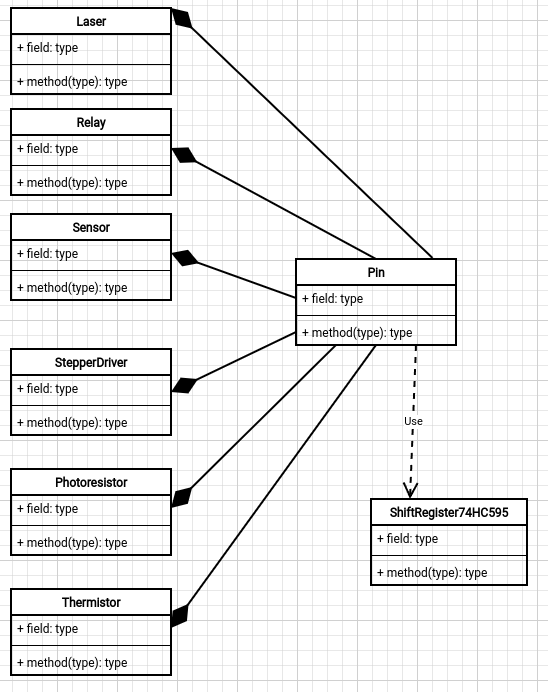 Laser
+ field: type
+ method(type): type
Relay
+ field: type
+ method(type): type
Sensor
+ field: type
+ method(type): type
Pin
+ field: type
+ method(type): type
StepperDriver
+ field: type
+ method(type): type
Use
Photoresistor
+ field: type
+ method(type): type
ShiftRegister74HC595
+ field: type
+ method(type): type
Thermistor
+ field: type
+ method(type): type